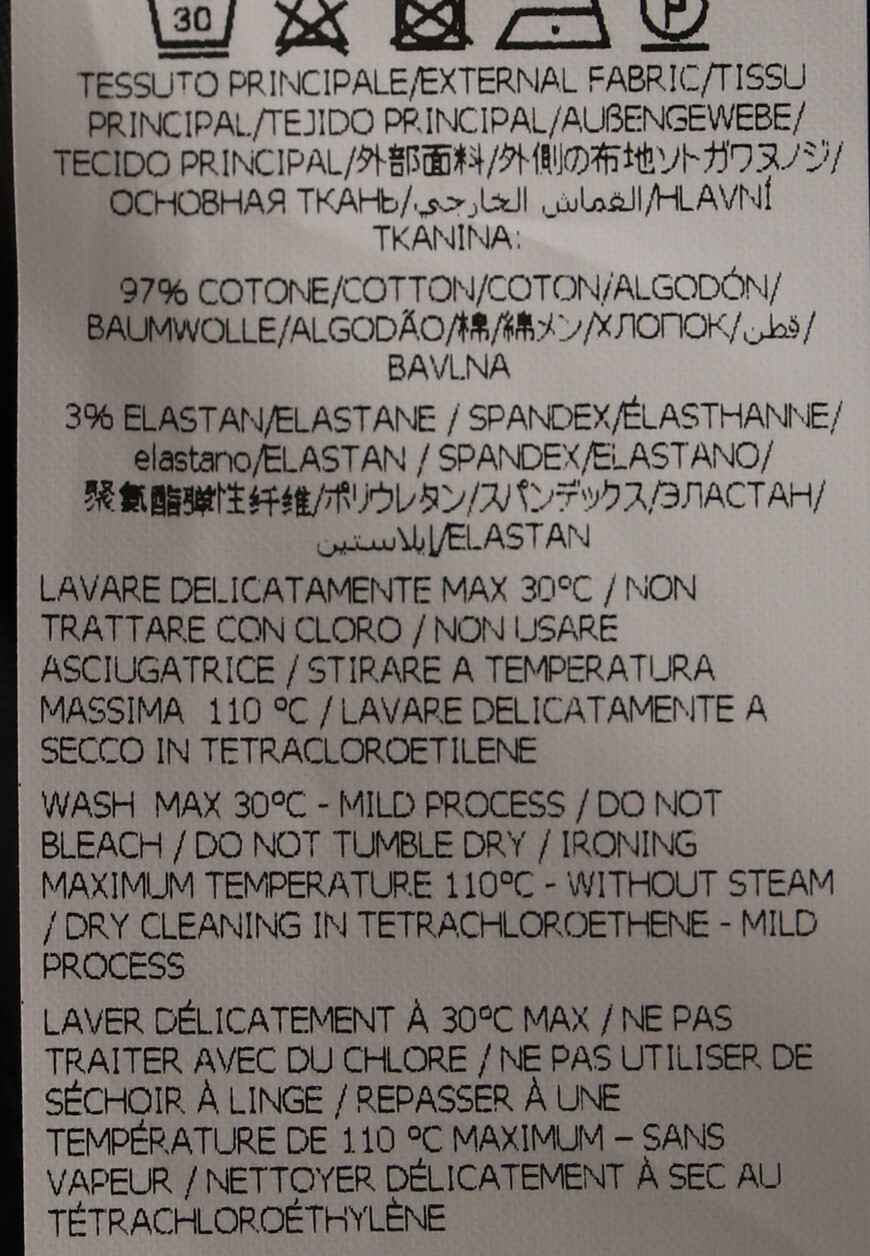 30 P
TESSUTO PRINCIPALE/EXTERNAL FABRIC/TISSU
PRINCIPAL/TEJIDO PRINCIPAL/AUßENGEWEBE/
TECIDO PRINCIPAL/外部面料/外側の布地ソトガワヌノジ/
ОСНОВНАЯ ТКАНЬ/القماش الخارجي/HLAVNÍ
TKANINA:
97% COTONE/COTTON/COTON/ALGODÓN/
BAUMWOLLE/ALGODÃO/棉/綿メン/ХЛОПОК/قطن/
BAVLNA
3% ELASTAN/ELASTANE / SPANDEX/ÉLASTHANNE/
elastano/ELASTAN / SPANDEX/ELASTANO/
聚氨酯弹性纤维/ポリウレタン/スパンデックス/ЭЛАСТАН/
إيلاستين/ELASTAN
LAVARE DELICATAMENTE MAX 30ºC / NON
TRATTARE CON CLORO / NON USARE
ASCIUGATRICE / STIRARE A TEMPERATURA
MASSIMA 110 ºC / LAVARE DELICATAMENTE A
SECCO IN TETRACLOROETILENE
WASH MAX 30ºC - MILD PROCESS / DO NOT
BLEACH / DO NOT TUMBLE DRY / IRONING
MAXIMUM TEMPERATURE 110ºC - WITHOUT STEAM
/ DRY CLEANING IN TETRACHLOROETHENE - MILD
PROCESS
LAVER DÉLICATEMENT À 30ºC MAX / NE PAS
TRAITER AVEC DU CHLORE / NE PAS UTILISER DE
SÉCHOIR À LINGE / REPASSER À UNE
TEMPÉRATURE DE 110 ºC MAXIMUM – SANS
VAPEUR / NETTOYER DÉLICATEMENT À SEC AU
TÉTRACHLOROÉTHYLÈNE